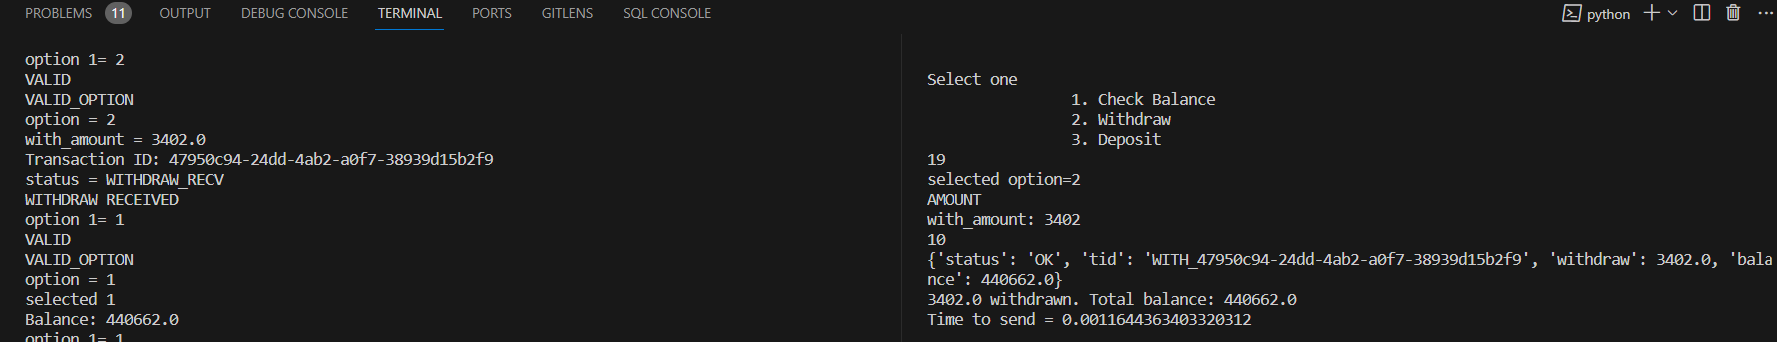 PROBLEMS 11 OUTPUT DEBUG CONSOLE TERMINAL PORTS GITLENS SQL CONSOLE python
option 1= 2
VALID
VALID_OPTION
option = 2
with_amount = 3402.0
Transaction ID: 47950c94-24dd-4ab2-a0f7-38939d15b2f9
status = WITHDRAW_RECV
WITHDRAW RECEIVED
option 1= 1
VALID
VALID_OPTION
option = 1
selected 1
Balance: 440662.0
option 1= 1
Select one
1. Check Balance
2. Withdraw
3. Deposit
19
selected option=2
AMOUNT
with_amount: 3402
10
{'status': 'OK', 'tid': 'WITH_47950c94-24dd-4ab2-a0f7-38939d15b2f9', 'withdraw': 3402.0, 'bala
nce': 440662.0}
3402.0 withdrawn. Total balance: 440662.0
Time to send = 0.0011644363403320312